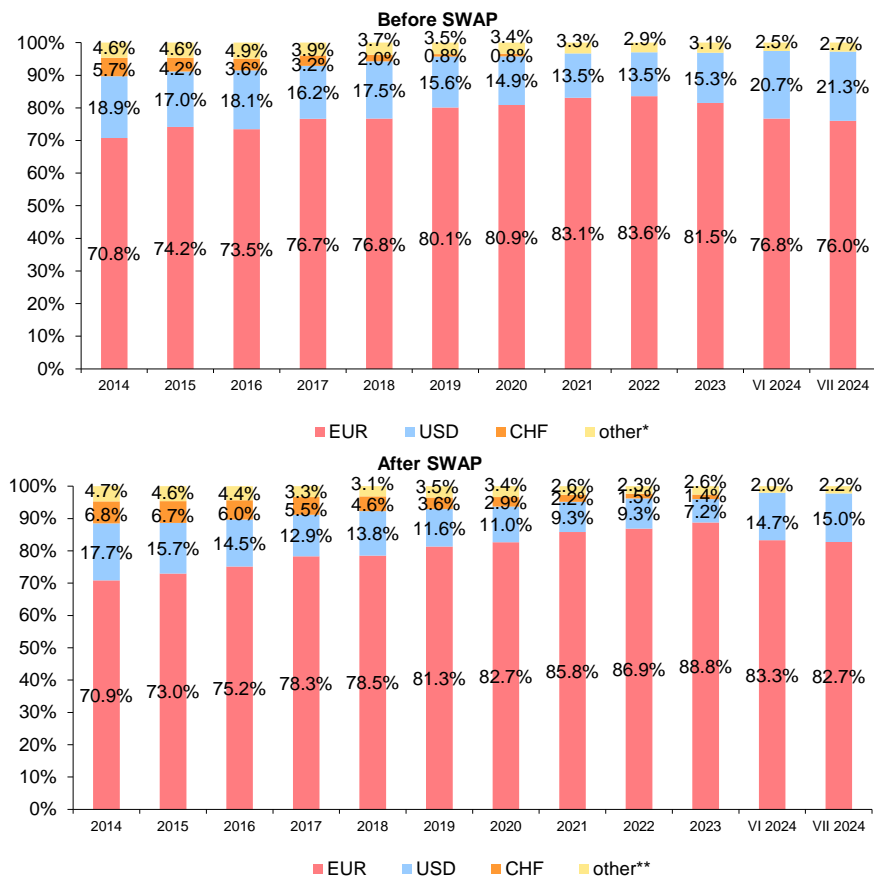 Before SWAP
100%
90%
80%
70%
60%
50%
40%
30%
20%
10%
0%
4.6% 4.6% 4.9% 3.9% 3.7% 3.5% 3.4% 3.3% 2.9% 3.1% 2.5% 2.7%
5.7% 4.2% 3.6% 3.2% 2.0% 0.8% 0.8%
18.9% 17.0% 18.1% 16.2% 17.5% 15.6% 14.9% 13.5% 13.5% 15.3% 20.7% 21.3%
70.8% 74.2% 73.5% 76.7% 76.8% 80.1% 80.9% 83.1% 83.6% 81.5% 76.8% 76.0%
2014 2015 2016 2017 2018 2019 2020 2021 2022 2023 VI 2024 VII 2024
EUR USD CHF other*
After SWAP
100%
90%
80%
70%
60%
50%
40%
30%
20%
10%
0%
4.7% 4.6% 4.4% 3.3% 3.1% 3.5% 3.4% 2.6% 2.3% 2.6% 2.0% 2.2%
6.8% 6.7% 6.0% 5.5% 4.6% 3.6% 2.9% 2.2% 1.5% 1.4%
17.7% 15.7% 14.5% 12.9% 13.8% 11.6% 11.0% 9.3% 9.3% 7.2% 14.7% 15.0%
70.9% 73.0% 75.2% 78.3% 78.5% 81.3% 82.7% 85.8% 86.9% 88.8% 83.3% 82.7%
2014 2015 2016 2017 2018 2019 2020 2021 2022 2023 VI 2024 VII 2024
EUR USD CHF other**